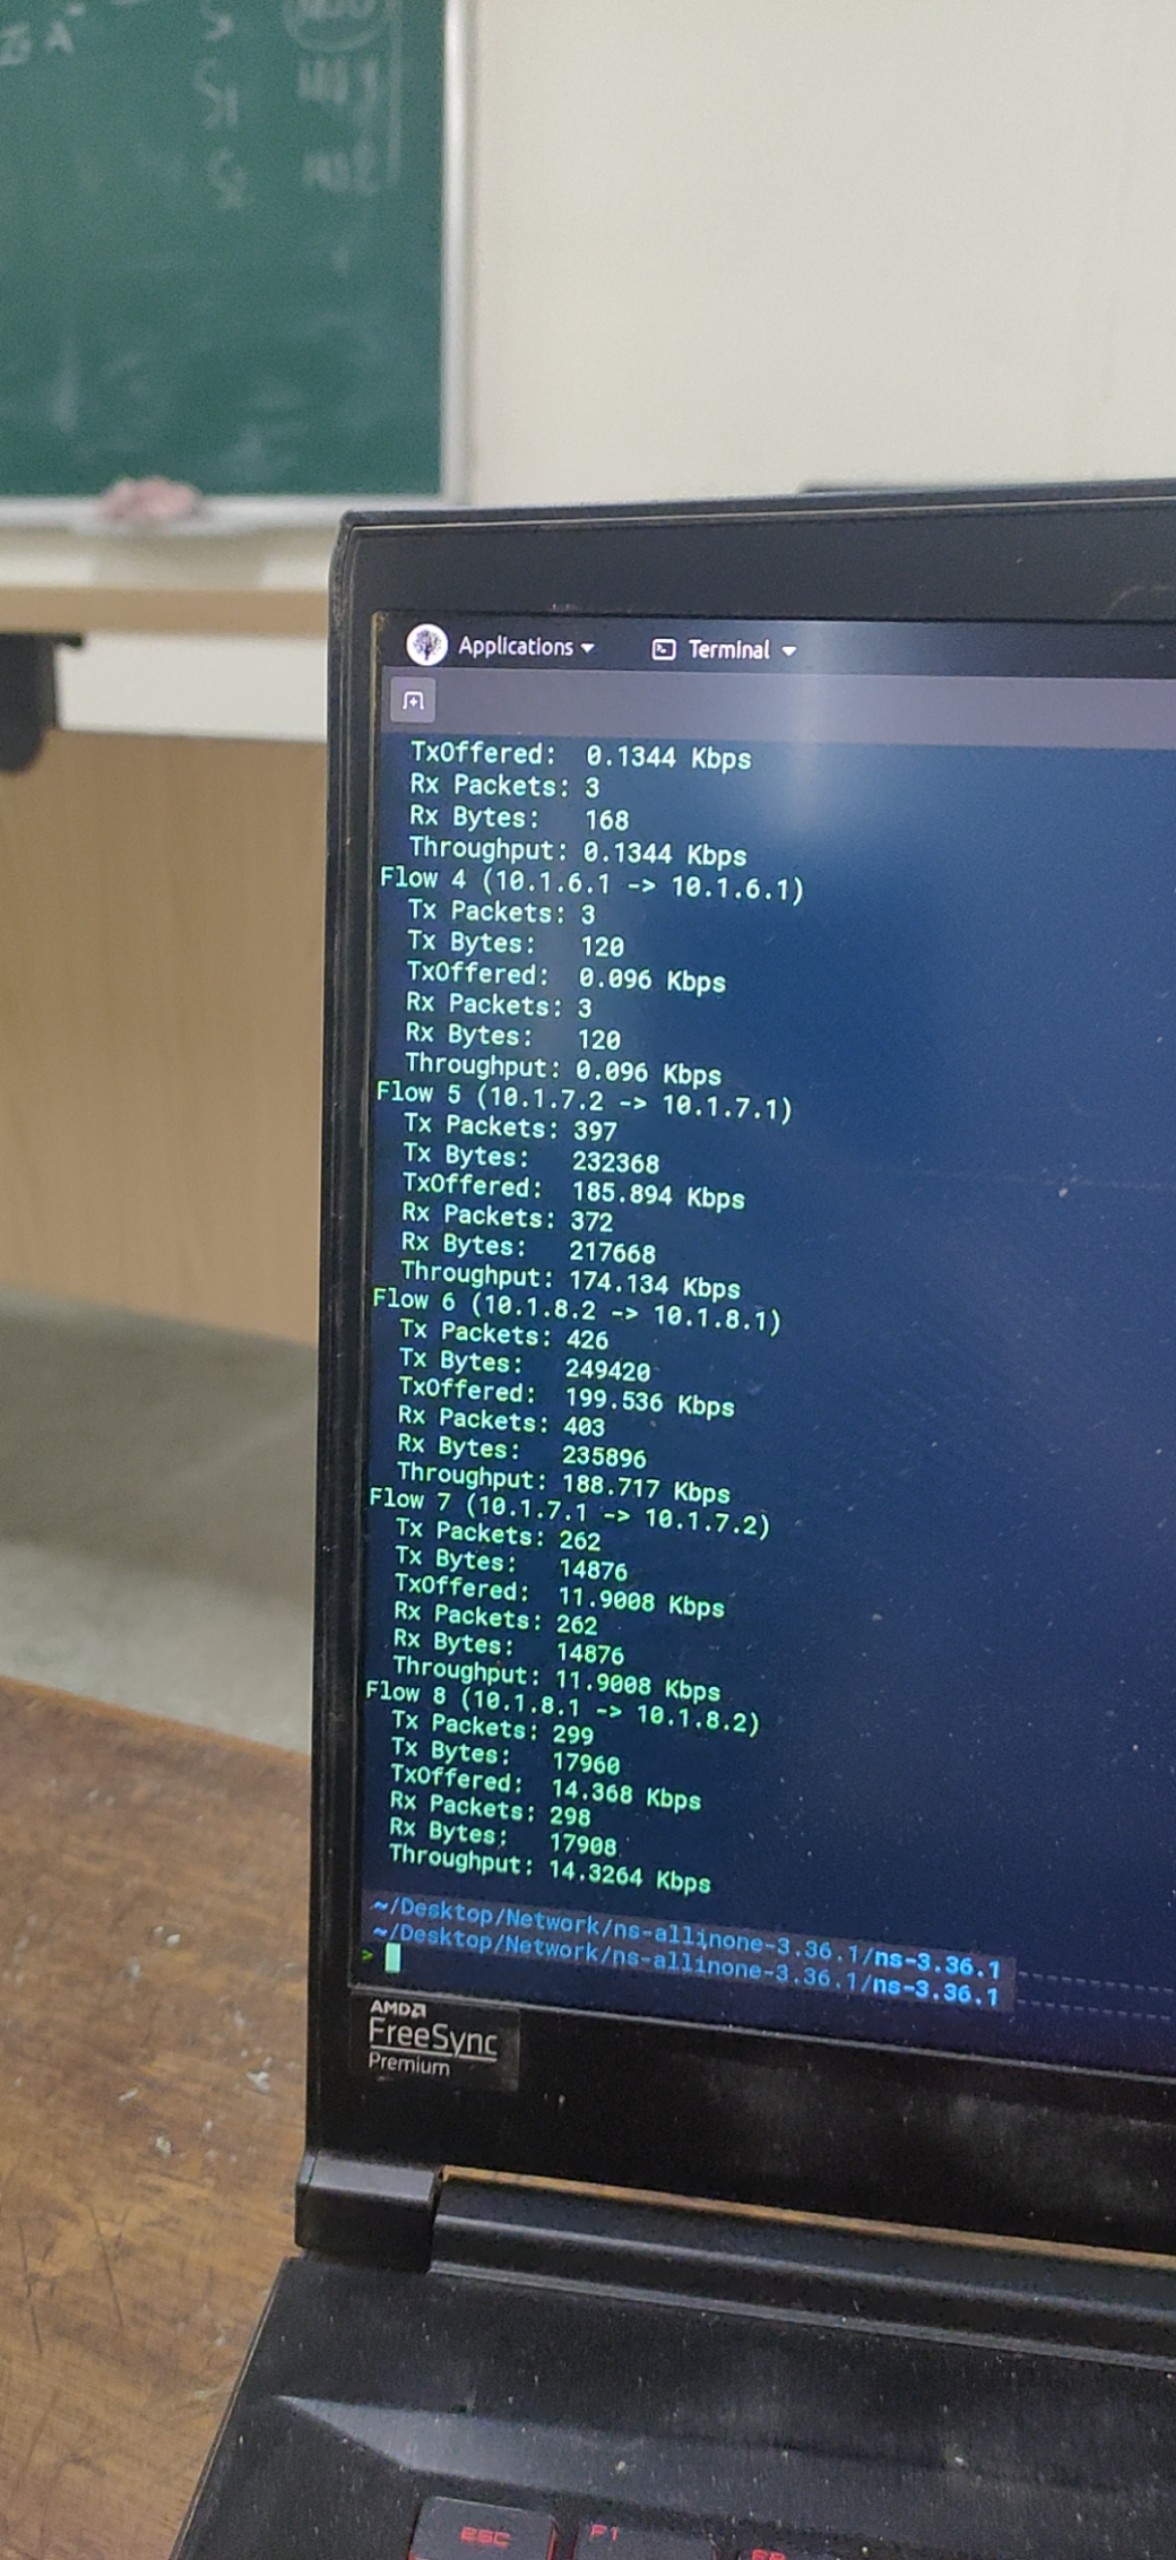 S1
S2
Applications
Terminal
TxOffered: 0.1344 Kbps
Rx Packets: 3
Rx Bytes: 168
Throughput: 0.1344 Kbps
Flow 4 (10.1.6.1 -> 10.1.6.1)
Tx Packets: 3
Tx Bytes: 120
TxOffered: 0.096 Kbps
Rx Packets: 3
Rx Bytes: 120
Throughput: 0.096 Kbps
Flow 5 (10.1.7.2 -> 10.1.7.1)
Tx Packets: 397
Tx Bytes: 232368
TxOffered: 185.894 Kbps
Rx Packets: 372
Rx Bytes: 217668
Throughput: 174.134 Kbps
Flow 6 (10.1.8.2 -> 10.1.8.1)
Tx Packets: 426
Tx Bytes: 249420
TxOffered: 199.536 Kbps
Rx Packets: 403
Rx Bytes: 235896
Throughput: 188.717 Kbps
Flow 7 (10.1.7.1 -> 10.1.7.2)
Tx Packets: 262
Tx Bytes: 14876
TxOffered: 11.9008 Kbps
Rx Packets: 262
Rx Bytes: 14876
Throughput: 11.9008 Kbps
Flow 8 (10.1.8.1 -> 10.1.8.2)
Tx Packets: 299
Tx Bytes: 17960
TxOffered: 14.368 Kbps
Rx Packets: 298
Rx Bytes: 17908
Throughput: 14.3264 Kbps
~/Desktop/Network/ns-allinone-3.36.1/ns-3.36.1
~/Desktop/Network/ns-allinone-3.36.1/ns-3.36.1
>
AMD
FreeSync
Premium
ESC F1